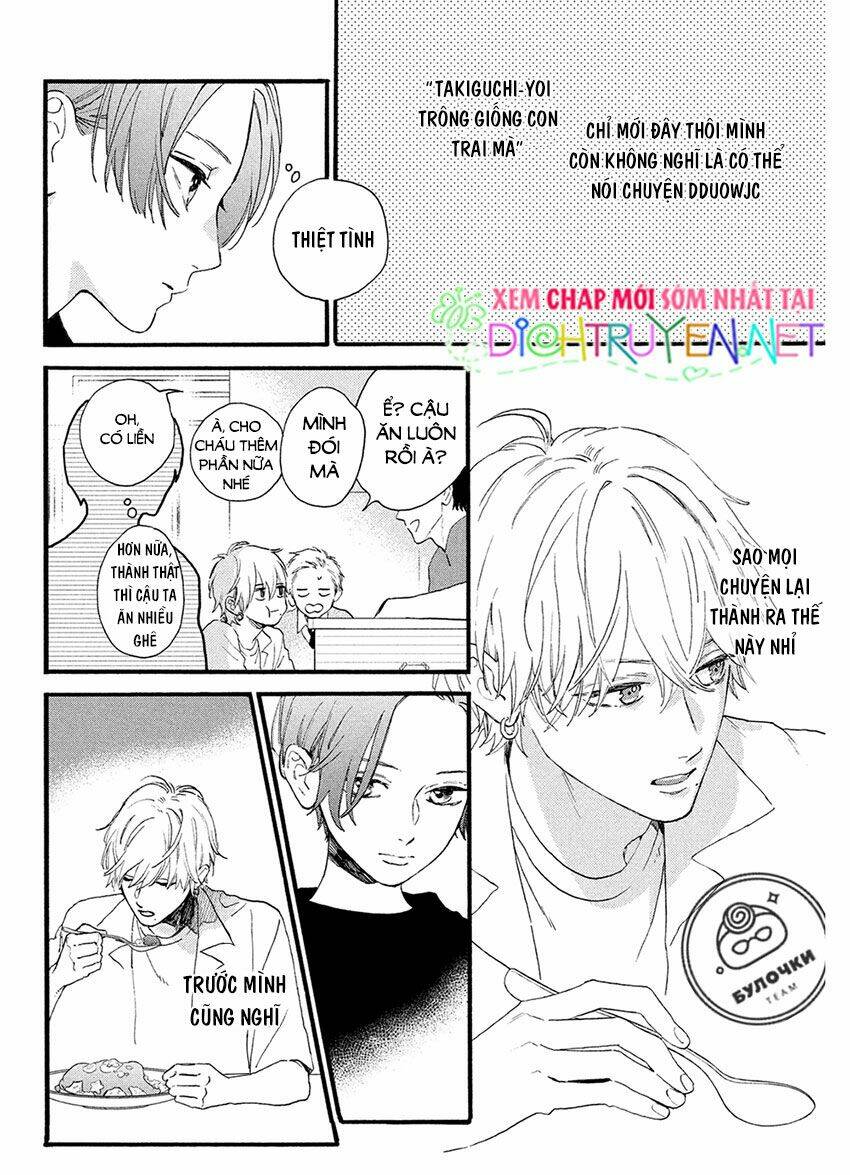 "TAKIGUCHI-YOI
TRÔNG GIỐNG CON
TRAI MÀ"
CHỈ MỚI ĐÂY THÔI MÌNH
CÒN KHÔNG NGHĨ LÀ CÓ THỂ
NÓI CHUYỆN DDUOWJC
THIỆT TÌNH
XEM CHAP MỚI SỚM NHẤT TẠI
DICHTRUYEN.NET
Ể? CẬU
ĂN LUÔN
RỒI À?
MÌNH
ĐÓI
MÀ
À, CHO
CHÁU THÊM
PHẦN NỮA
NHÉ
OH,
CÓ LIỀN
HƠN NỮA,
THÀNH THẬT
THÌ CẬU TA
ĂN NHIỀU
GHÊ
SAO MỌI
CHUYỆN LẠI
THÀNH RA THẾ
NÀY NHỈ
TRƯỚC MÌNH
CŨNG NGHĨ
БУЛОЧКИ
TEAM